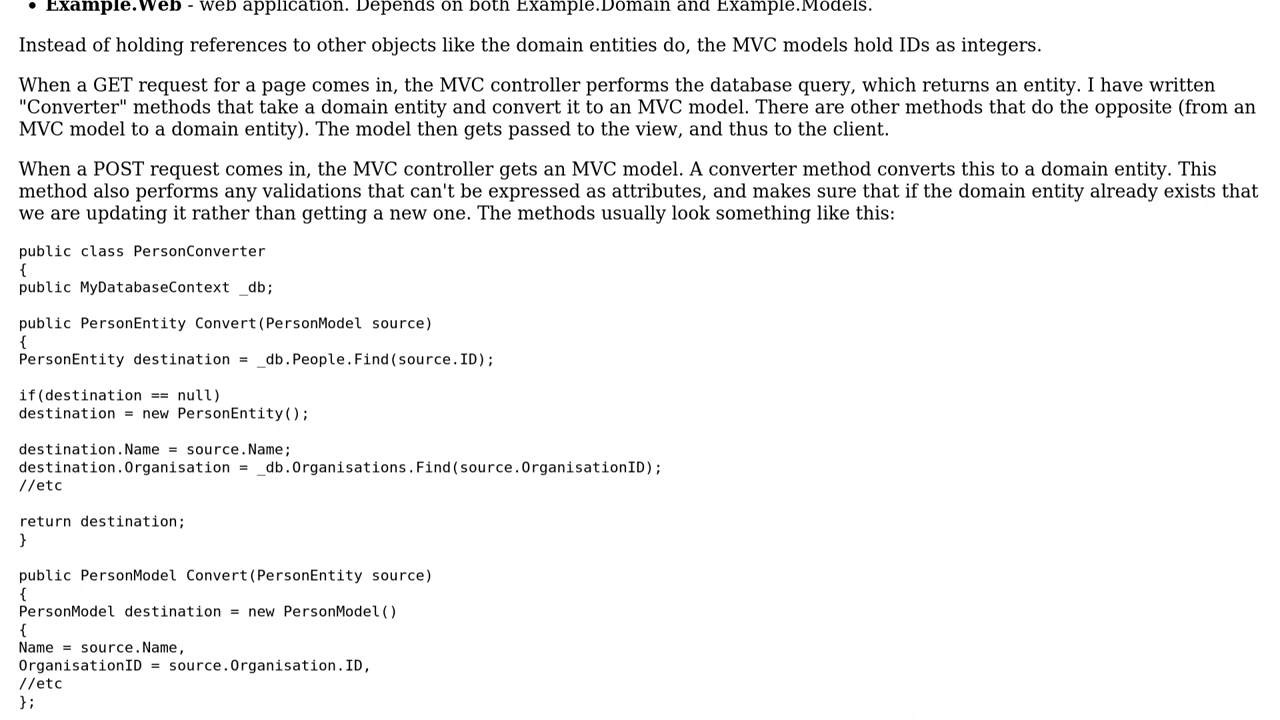 • Example.Web - web application. Depends on both Example.Domain and Example.Models.
Instead of holding references to other objects like the domain entities do, the MVC models hold IDs as integers.
When a GET request for a page comes in, the MVC controller performs the database query, which returns an entity. I have written
"Converter" methods that take a domain entity and convert it to an MVC model. There are other methods that do the opposite (from an
MVC model to a domain entity). The model then gets passed to the view, and thus to the client.
When a POST request comes in, the MVC controller gets an MVC model. A converter method converts this to a domain entity. This
method also performs any validations that can't be expressed as attributes, and makes sure that if the domain entity already exists that
we are updating it rather than getting a new one. The methods usually look something like this:
public class PersonConverter
{
public MyDatabaseContext _db;
public PersonEntity Convert(PersonModel source)
{
PersonEntity destination = _db.People.Find(source.ID);
if(destination == null)
destination = new PersonEntity();
destination.Name = source.Name;
destination.Organisation = _db.Organisations.Find(source.OrganisationID);
//etc
return destination;
}
public PersonModel Convert(PersonEntity source)
{
PersonModel destination = new PersonModel()
{
Name = source.Name,
OrganisationID = source.Organisation.ID,
//etc
};